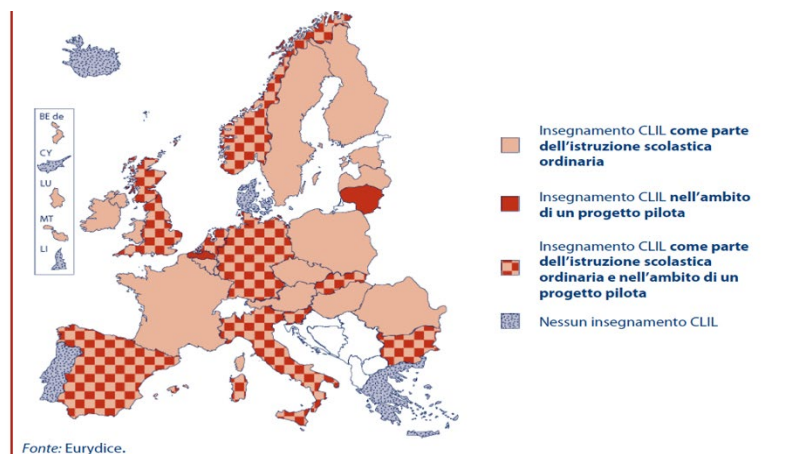 BE de
CY
LU
MT
LI
Insegnamento CLIL come parte
dell'istruzione scolastica
ordinaria
Insegnamento CLIL nell'ambito
di un progetto pilota
Insegnamento CLIL come parte
dell'istruzione scolastica
ordinaria e nell'ambito di un
progetto pilota
Nessun insegnamento CLIL
Fonte: Eurydice.